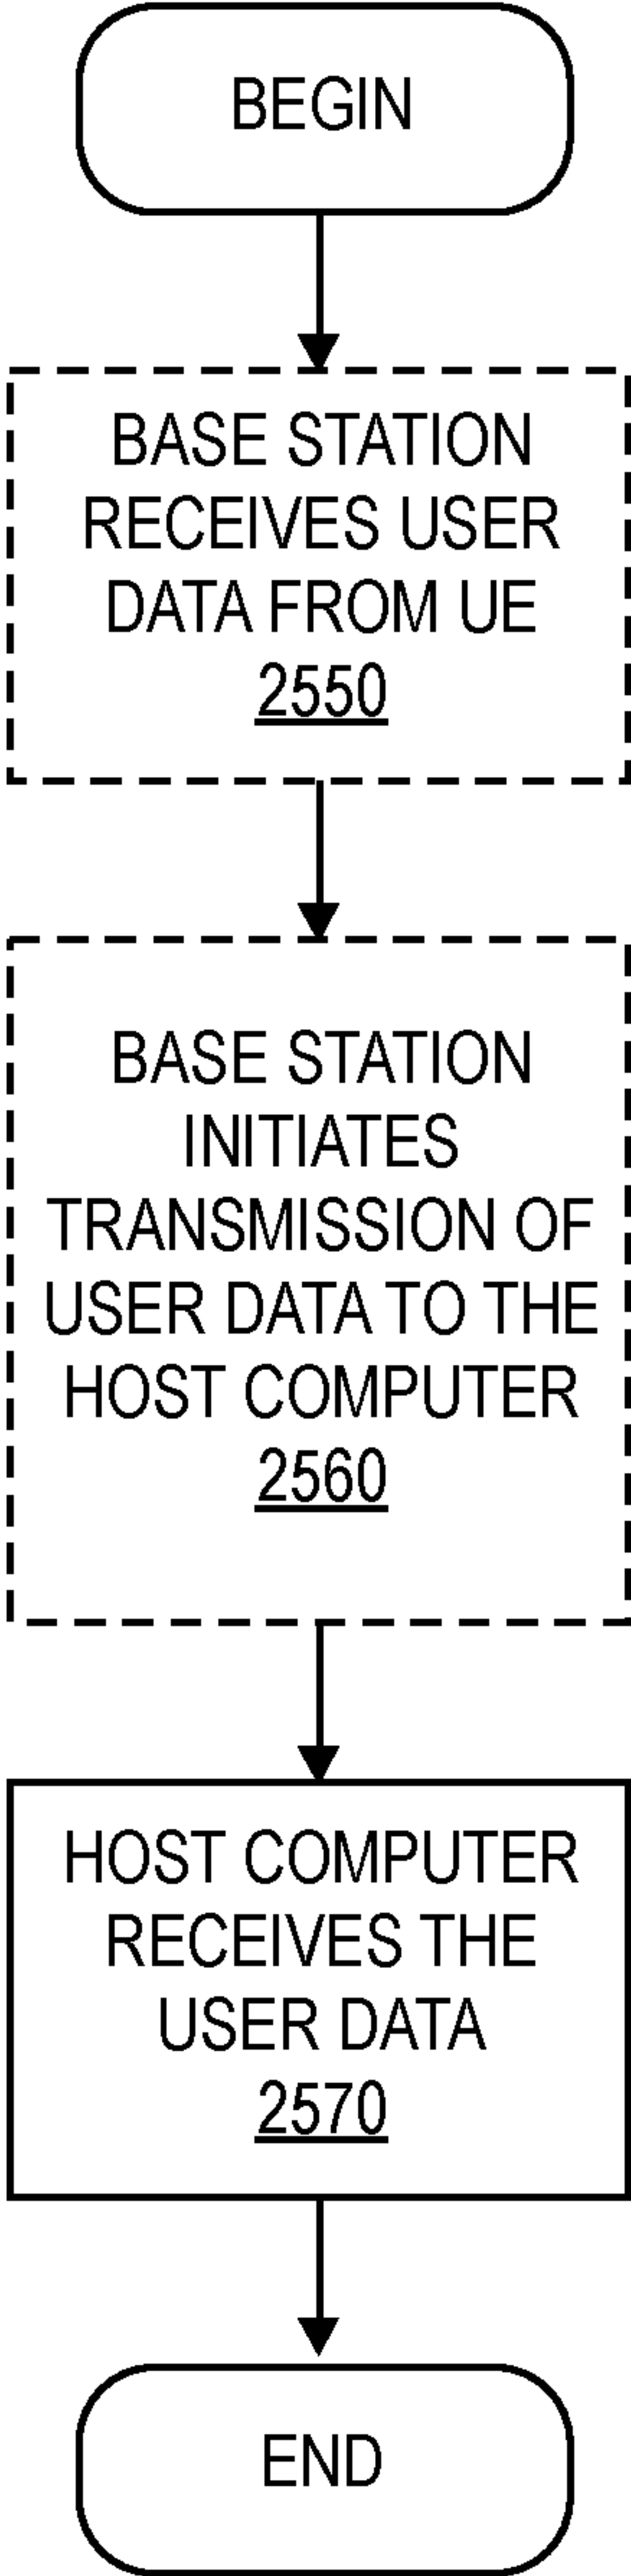 BEGIN
BASE STATION
RECEIVES USER
DATA FROM UE
2550
BASE STATION
INITIATES
TRANSMISSION OF
USER DATA TO THE
HOST COMPUTER
2560
HOST COMPUTER
RECEIVES THE
USER DATA
2570
END